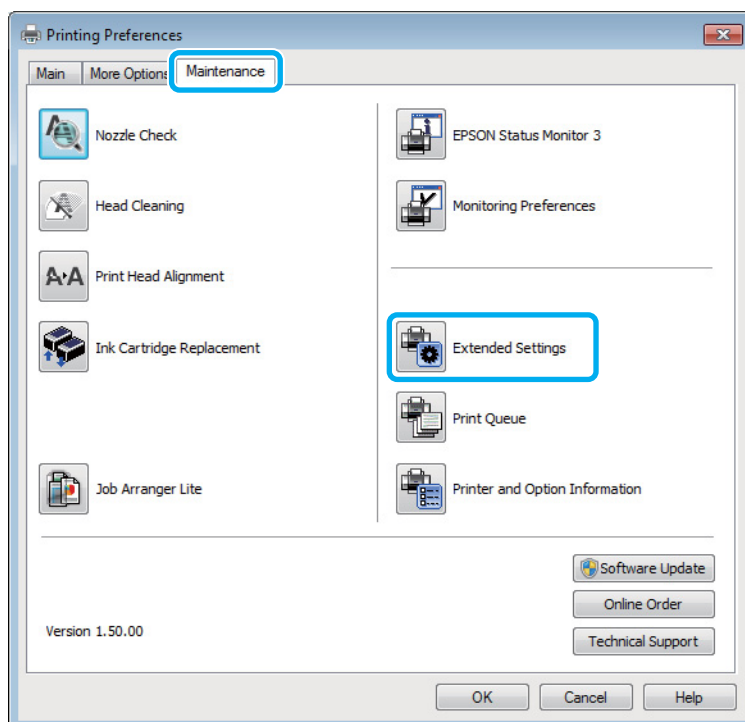 Printing Preferences
Main
More Options
Maintenance
Nozzle Check
Head Cleaning
Print Head Alignment
Ink Cartridge Replacement
Job Arranger Lite
EPSON Status Monitor 3
Monitoring Preferences
Extended Settings
Print Queue
Printer and Option Information
Software Update
Online Order
Technical Support
Version 1.50.00
OK
Cancel
Help